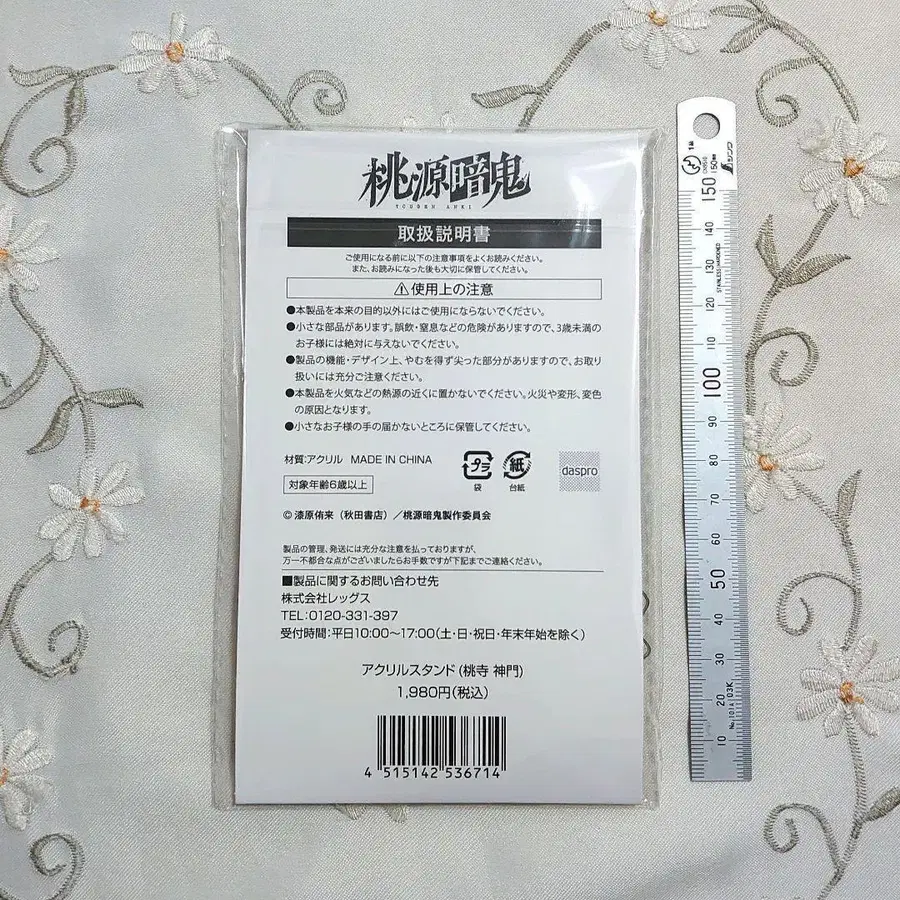 桃源暗鬼
TOUGEN ANKI
取扱説明書
ご使用になる前に以下の注意事項をよくお読みください。
また、お読みになった後も大切に保管してください。
⚠使用上の注意
●本製品を本来の目的以外にはご使用にならないでください。
●小さな部品があります。誤飲・窒息などの危険がありますので、3歳未満の
お子様には絶対に与えないでください。
●製品の機能・デザイン上、やむを得ず尖った部分がありますので、お取り
扱いには充分ご注意ください。
●本製品を火気などの熱源の近くに置かないでください。火災や変形、変色
の原因となります。
●小さなお子様の手の届かないところに保管してください。
材質:アクリル MADE IN CHINA
対象年齢6歳以上
プラ
袋
紙
台紙
daspro
© 漆原侑来（秋田書店）／桃源暗鬼製作委員会
製品の管理、発送には充分な注意を払っておりますが、
万一不都合な点がございましたらお手数ですが下記までご連絡ください。
■製品に関するお問い合わせ先
株式会社レッグス
TEL:0120-331-397
受付時間:平日10:00〜17:00(土・日・祝日・年末年始を除く)
アクリルスタンド(桃寺 神門)
1,980円(税込)
4 515142 536714
シンワ
150
140
130
120
110
100
90
80
70
60
50
40
30
20
10
STAINLESS HARDENED
No.101A 03K